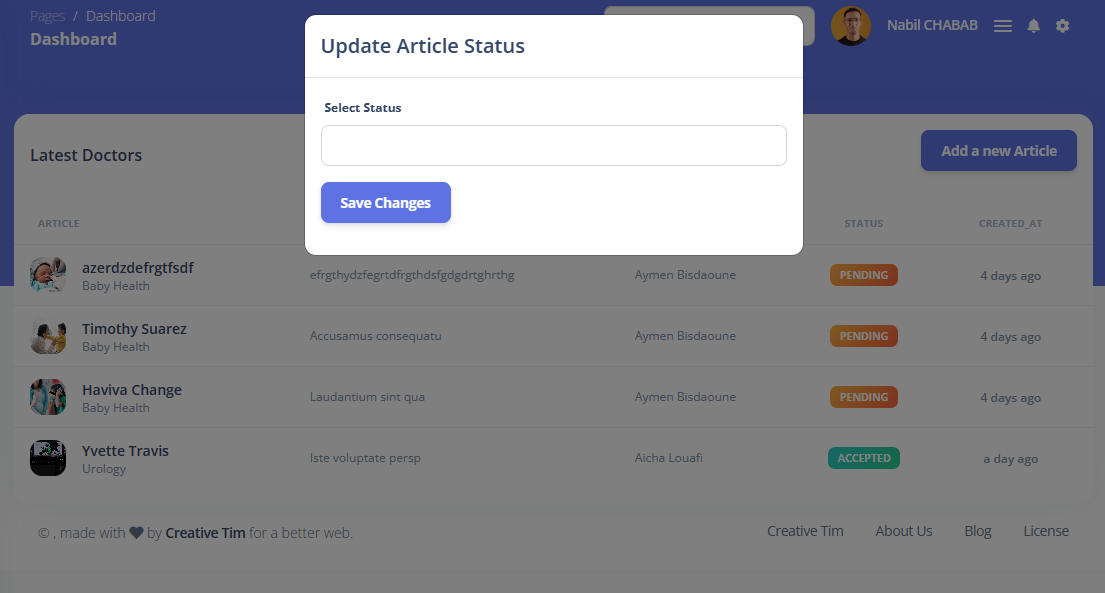 Pages / Dashboard
Dashboard
Nabil CHABAB
Update Article Status
Select Status
Save Changes
Latest Doctors
Add a new Article
ARTICLE STATUS CREATED_AT
azerdzdefrgtfsdf
Baby Health
efrgthydzfegrtdfrgthdsfgdgdrtghrthg
Aymen Bisdaoune
PENDING
4 days ago
Timothy Suarez
Baby Health
Accusamus consequatu
Aymen Bisdaoune
PENDING
4 days ago
Haviva Change
Baby Health
Laudantium sint qua
Aymen Bisdaoune
PENDING
4 days ago
Yvette Travis
Urology
Iste voluptate persp
Aicha Louafi
ACCEPTED
a day ago
© , made with ♥ by Creative Tim for a better web.
Creative Tim About Us Blog License